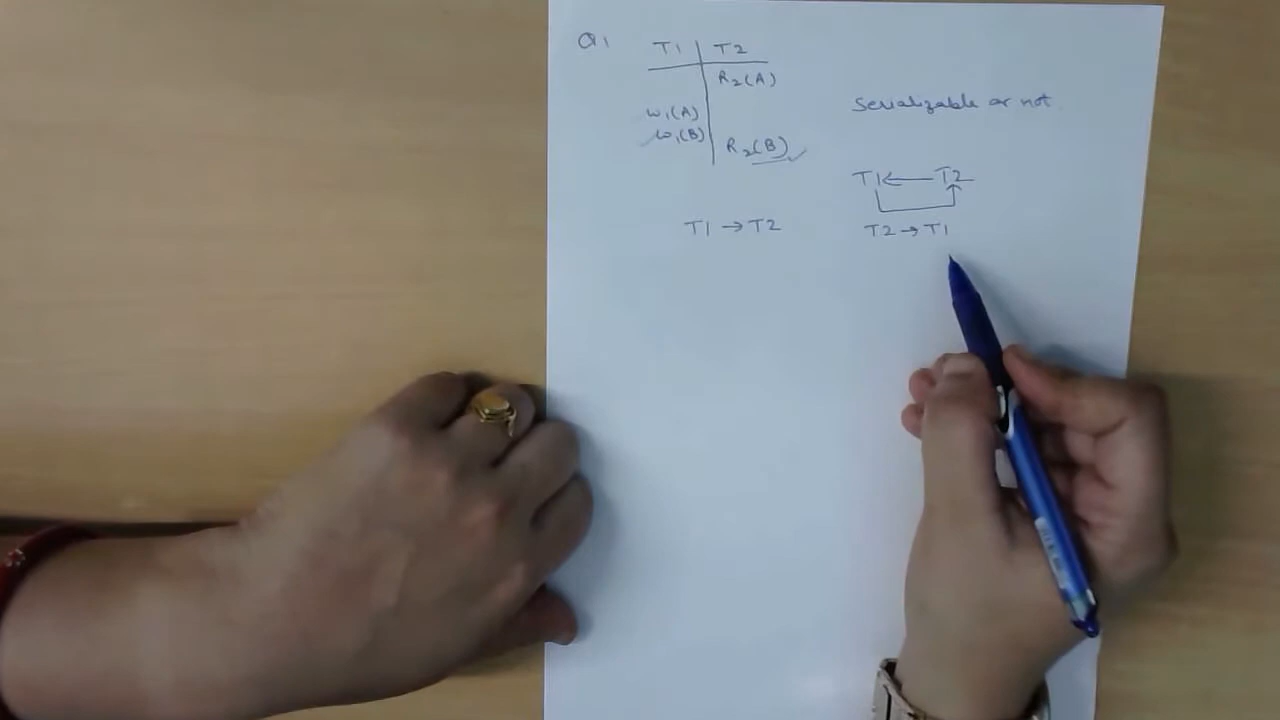 Q1
T1 T2
R2(A)
Serializable or not
W1(A)
W1(B)
R2(B)
T1 ← T2
T1 → T2
T2 → T1